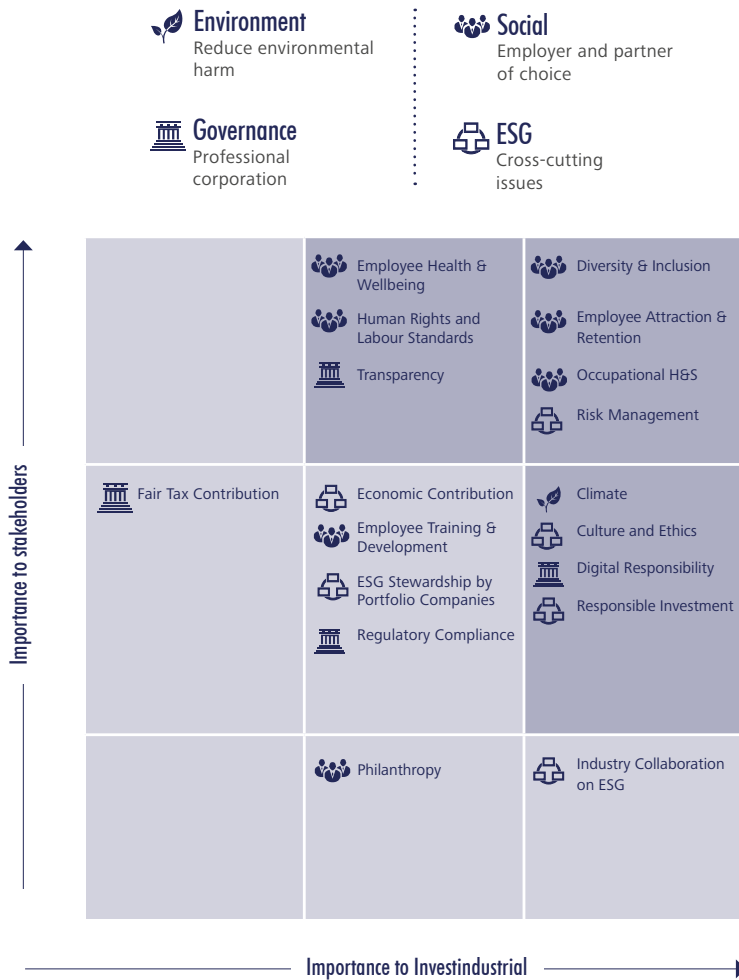 Environment
Reduce environmental
harm
Social
Employer and partner
of choice
Governance
Professional
corporation
ESG
Cross-cutting
issues
Importance to stakeholders
Employee Health &
Wellbeing
Human Rights and
Labour Standards
Transparency
Diversity & Inclusion
Employee Attraction &
Retention
Occupational H&S
Risk Management
Fair Tax Contribution
Economic Contribution
Employee Training &
Development
ESG Stewardship by
Portfolio Companies
Regulatory Compliance
Climate
Culture and Ethics
Digital Responsibility
Responsible Investment
Philanthropy
Industry Collaboration
on ESG
Importance to Investindustrial